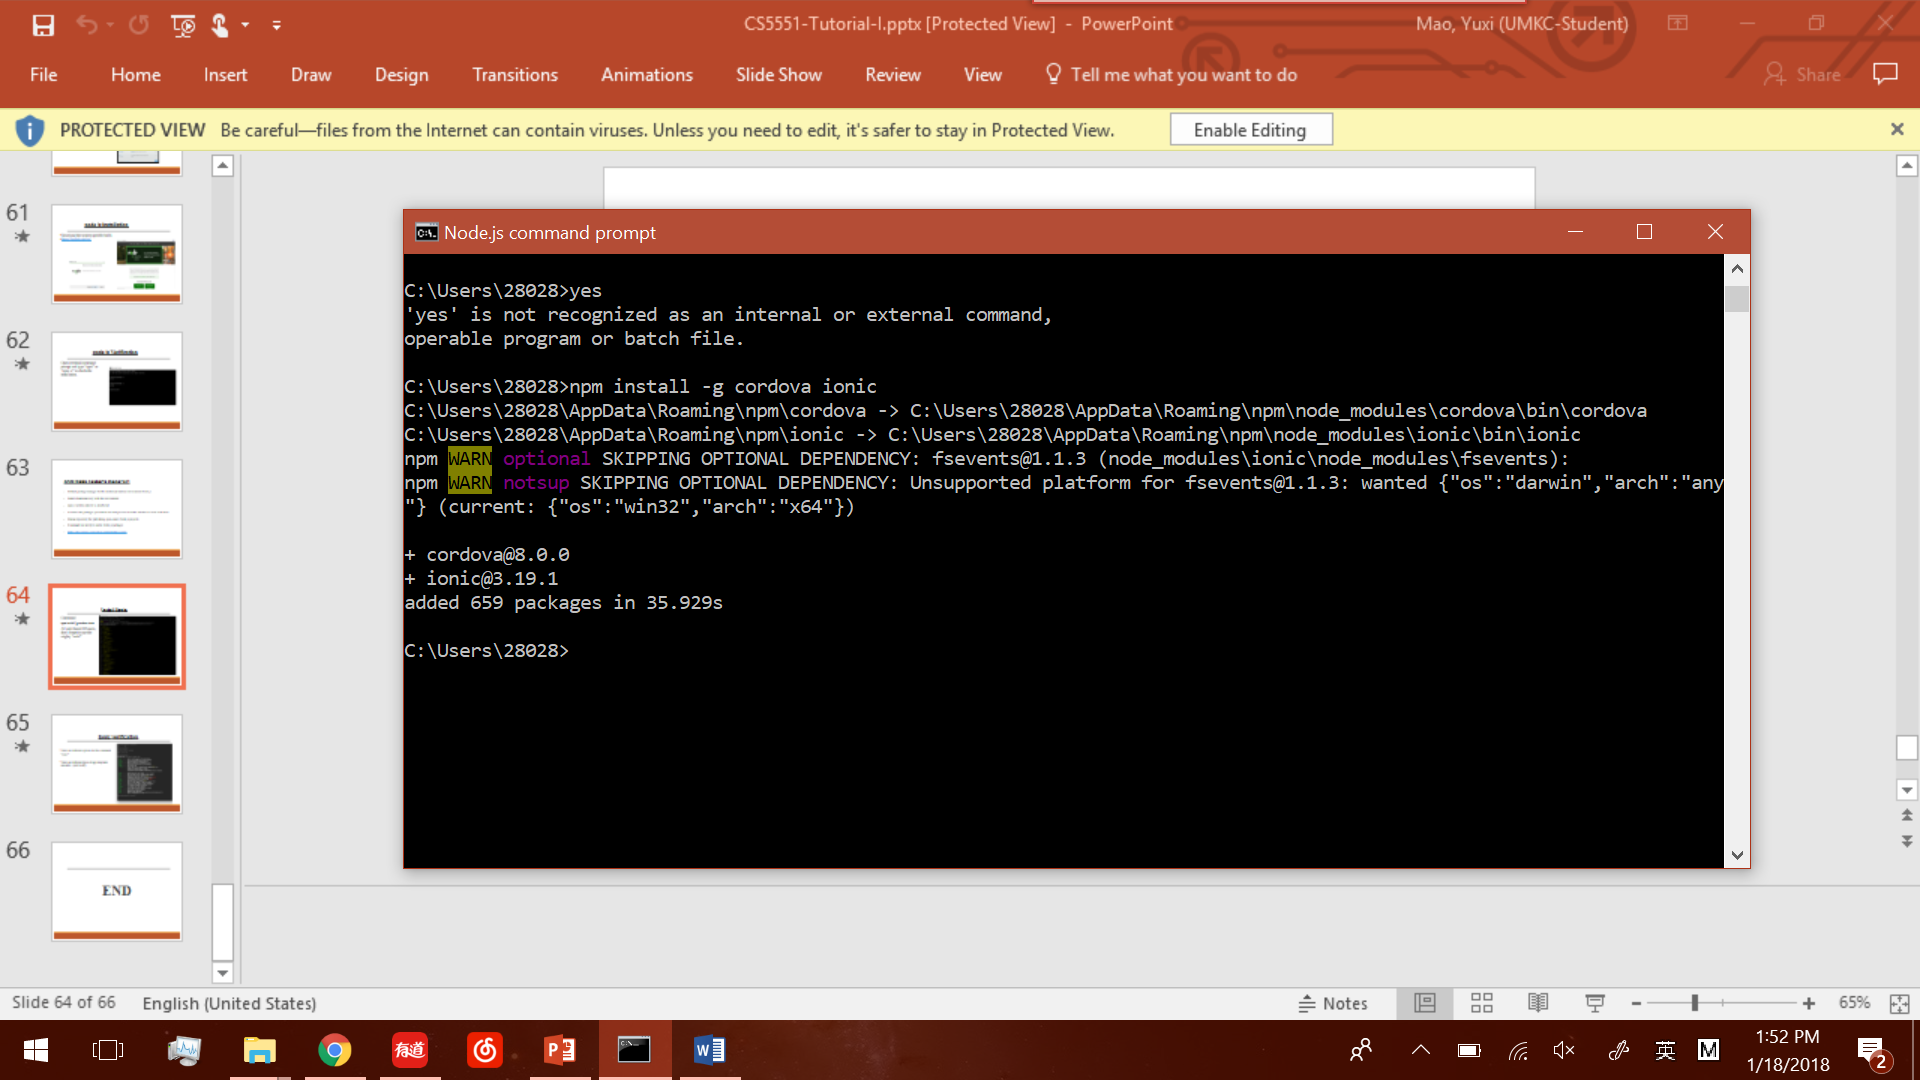 CS5551-Tutorial-I.pptx [Protected View] - PowerPoint
Mao, Yuxi (UMKC-Student)
File Home Insert Draw Design Transitions Animations Slide Show Review View Tell me what you want to do Share
PROTECTED VIEW Be careful—files from the Internet can contain viruses. Unless you need to edit, it's safer to stay in Protected View. Enable Editing
61
62
63
64
65
66
END
Node.js command prompt
C:\Users\28028>yes
'yes' is not recognized as an internal or external command,
operable program or batch file.
C:\Users\28028>npm install -g cordova ionic
C:\Users\28028\AppData\Roaming\npm\cordova -> C:\Users\28028\AppData\Roaming\npm\node_modules\cordova\bin\cordova
C:\Users\28028\AppData\Roaming\npm\ionic -> C:\Users\28028\AppData\Roaming\npm\node_modules\ionic\bin\ionic
npm WARN optional SKIPPING OPTIONAL DEPENDENCY: fsevents@1.1.3 (node_modules\ionic\node_modules\fsevents):
npm WARN notsup SKIPPING OPTIONAL DEPENDENCY: Unsupported platform for fsevents@1.1.3: wanted {"os":"darwin","arch":"any
"} (current: {"os":"win32","arch":"x64"})
+ cordova@8.0.0
+ ionic@3.19.1
added 659 packages in 35.929s
C:\Users\28028>
Slide 64 of 66 English (United States) Notes 65%
有道
英
M
1:52 PM
1/18/2018
2